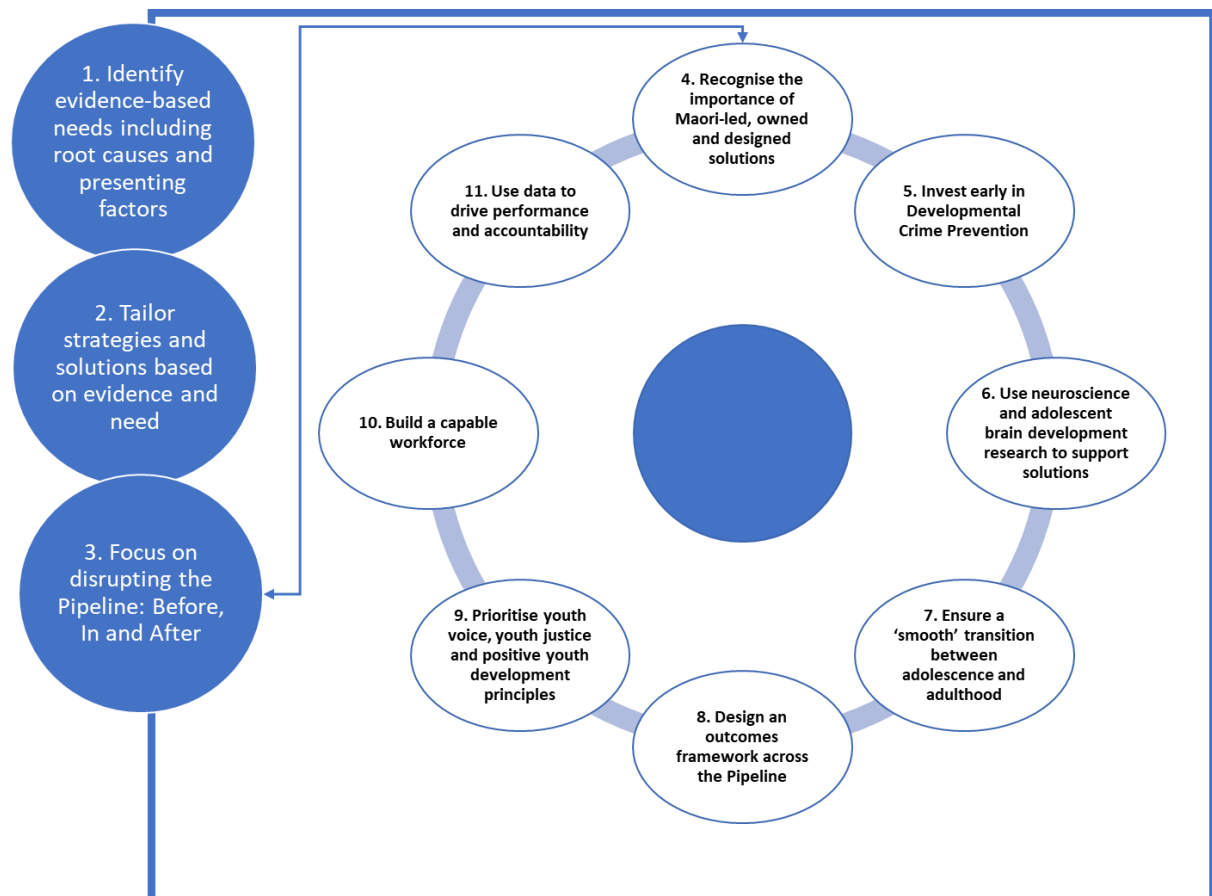 1. Identify
evidence-based
needs including
root causes and
presenting
factors
2. Tailor
strategies and
solutions based
on evidence and
need
3. Focus on
disrupting the
Pipeline: Before,
In and After
4. Recognise the
importance of
Maori-led, owned
and designed
solutions
5. Invest early in
Developmental
Crime Prevention
6. Use neuroscience
and adolescent
brain development
research to support
solutions
7. Ensure a
‘smooth’ transition
between
adolescence and
adulthood
8. Design an
outcomes
framework across
the Pipeline
9. Prioritise youth
voice, youth justice
and positive youth
development
principles
10. Build a capable
workforce
11. Use data to
drive performance
and accountability